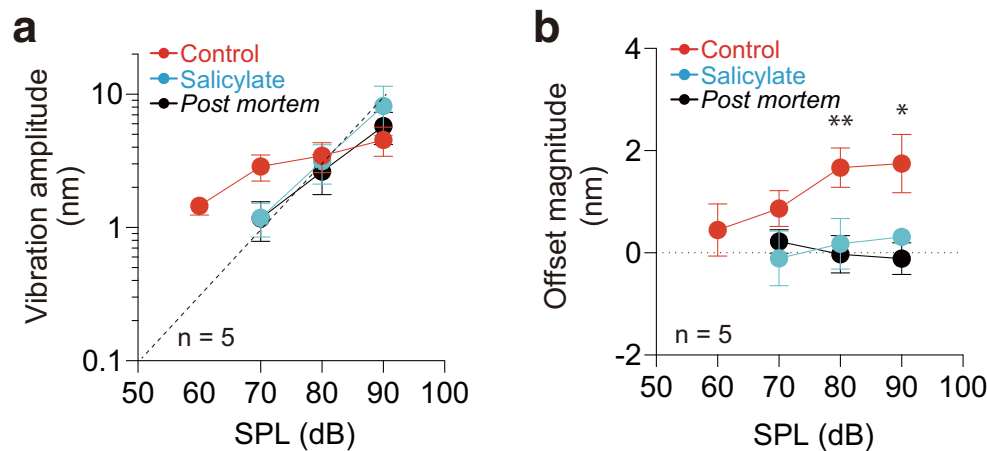 a
Control
Salicylate
Post mortem
Vibration amplitude
(nm)
10
1
0.1
n = 5
50 60 70 80 90 100
SPL (dB)
b
Control
Salicylate
Post mortem
Offset magnitude
(nm)
4
2
0
-2
**
*
n = 5
50 60 70 80 90 100
SPL (dB)